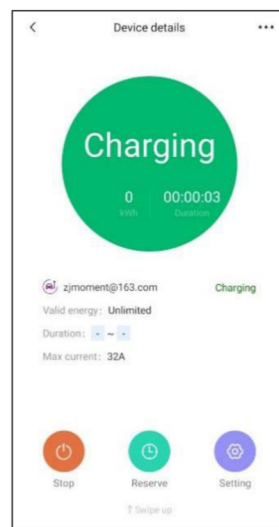 Device details
Charging
0 00:00:03
kWh Duration
zjmoment@163.com Charging
Valid energy: Unlimited
Duration: - ~ -
Max current: 32A
Stop Reserve Setting
↑ Swipe up